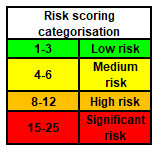 Risk scoring
categorisation
1-3 Low risk
4-6 Medium
risk
8-12 High risk
15-25 Significant
risk